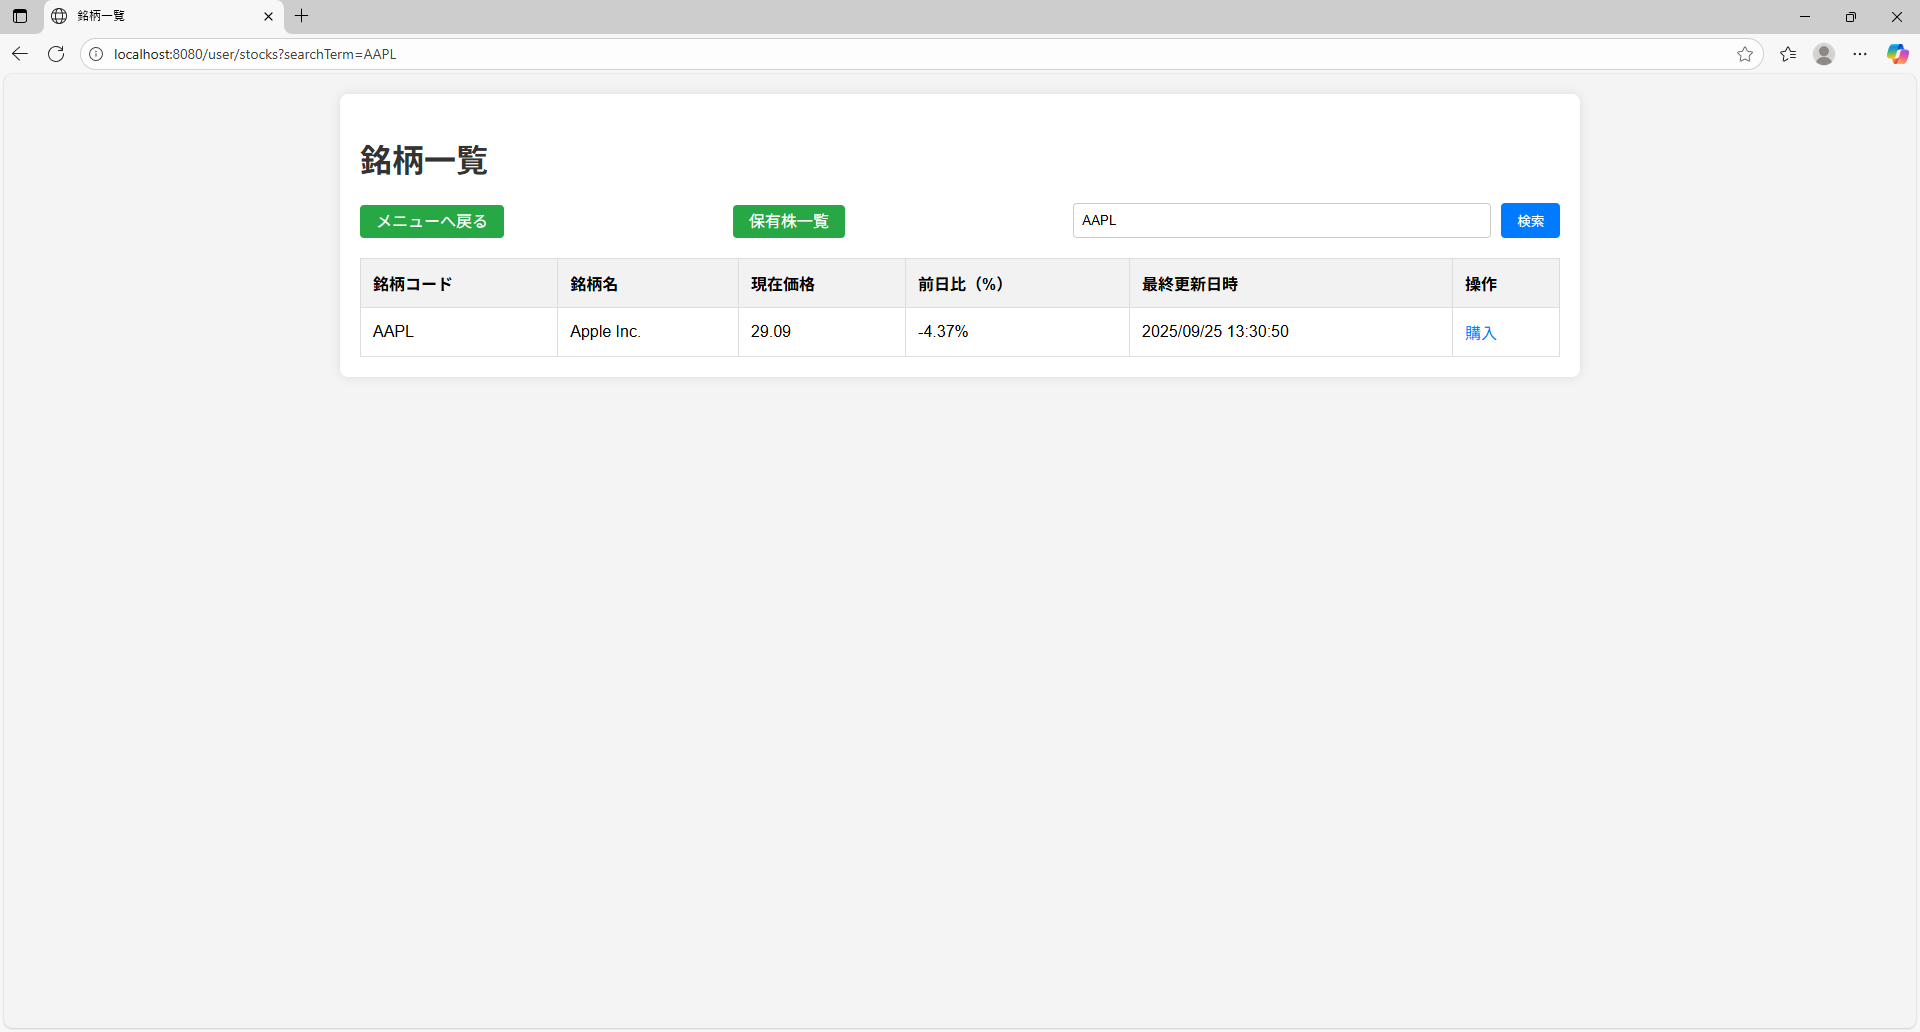 銘柄一覧
localhost:8080/user/stocks?searchTerm=AAPL
銘柄一覧
メニューへ戻る
保有株一覧
AAPL
検索
銘柄コード 銘柄名 現在価格 前日比（%） 最終更新日時 操作
AAPL Apple Inc. 29.09 -4.37% 2025/09/25 13:30:50 購入